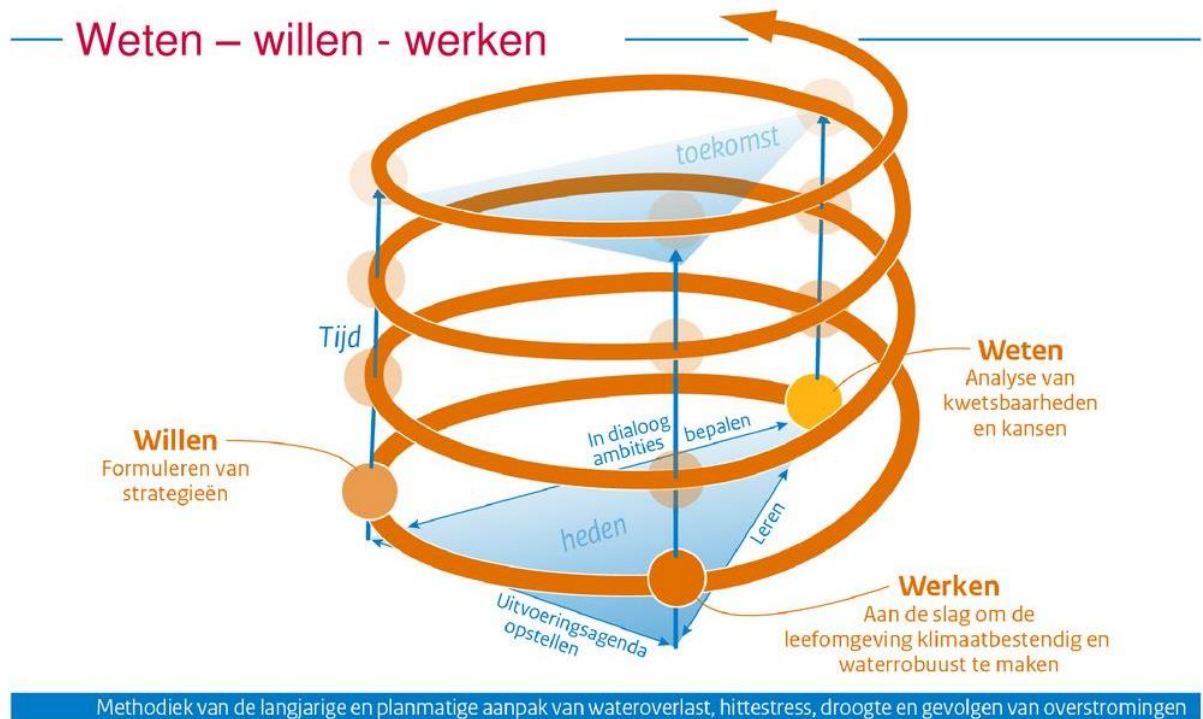 Weten – willen - werken
toekomst
Tijd
Weten
Analyse van
kwetsbaarheden
en kansen
In dialoog bepalen
ambities
Willen
Formuleren van
strategieën
heden
Leren
Uitvoeringsagenda
opstellen
Werken
Aan de slag om de
leefomgeving klimaatbestendig en
waterrobuust te maken
Methodiek van de langjarige en planmatige aanpak van wateroverlast, hittestress, droogte en gevolgen van overstromingen